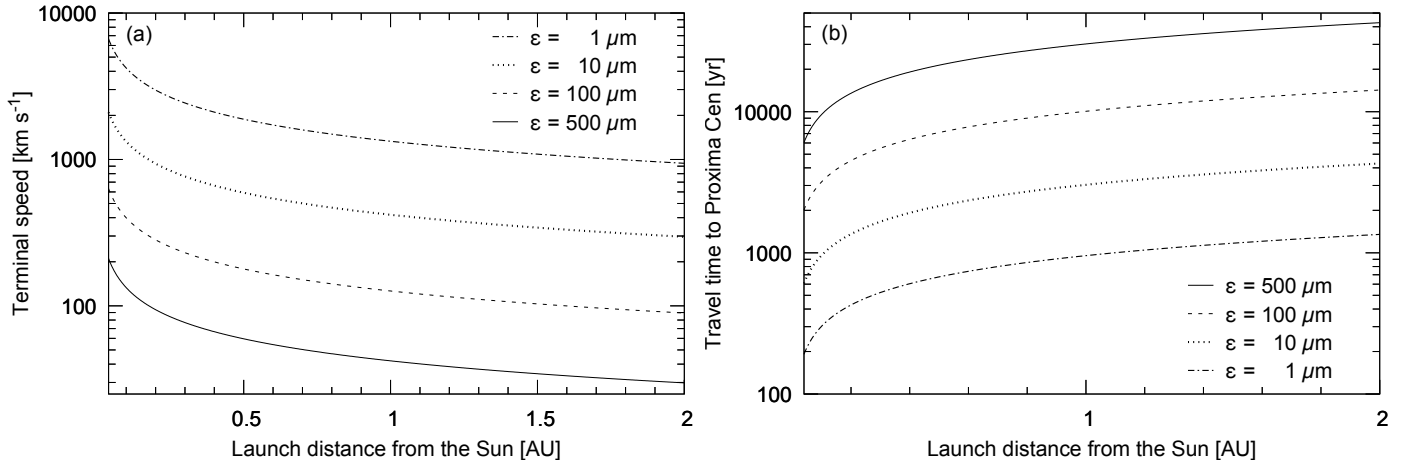 (a)
ε = 1 μm
ε = 10 μm
ε = 100 μm
ε = 500 μm
10000
1000
100
Terminal speed [km s-1]
0.5
1
1.5
2
Launch distance from the Sun [AU]
(b)
10000
1000
100
Travel time to Proxima Cen [yr]
ε = 500 μm
ε = 100 μm
ε = 10 μm
ε = 1 μm
1
2
Launch distance from the Sun [AU]